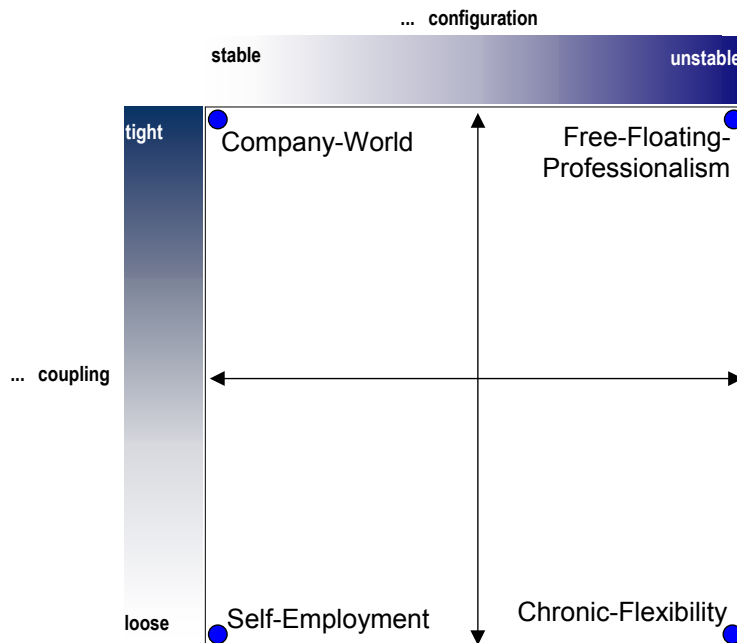 ... configuration
stable
unstable
tight
Company-World
Free-Floating-
Professionalism
... coupling
loose
Self-Employment
Chronic-Flexibility